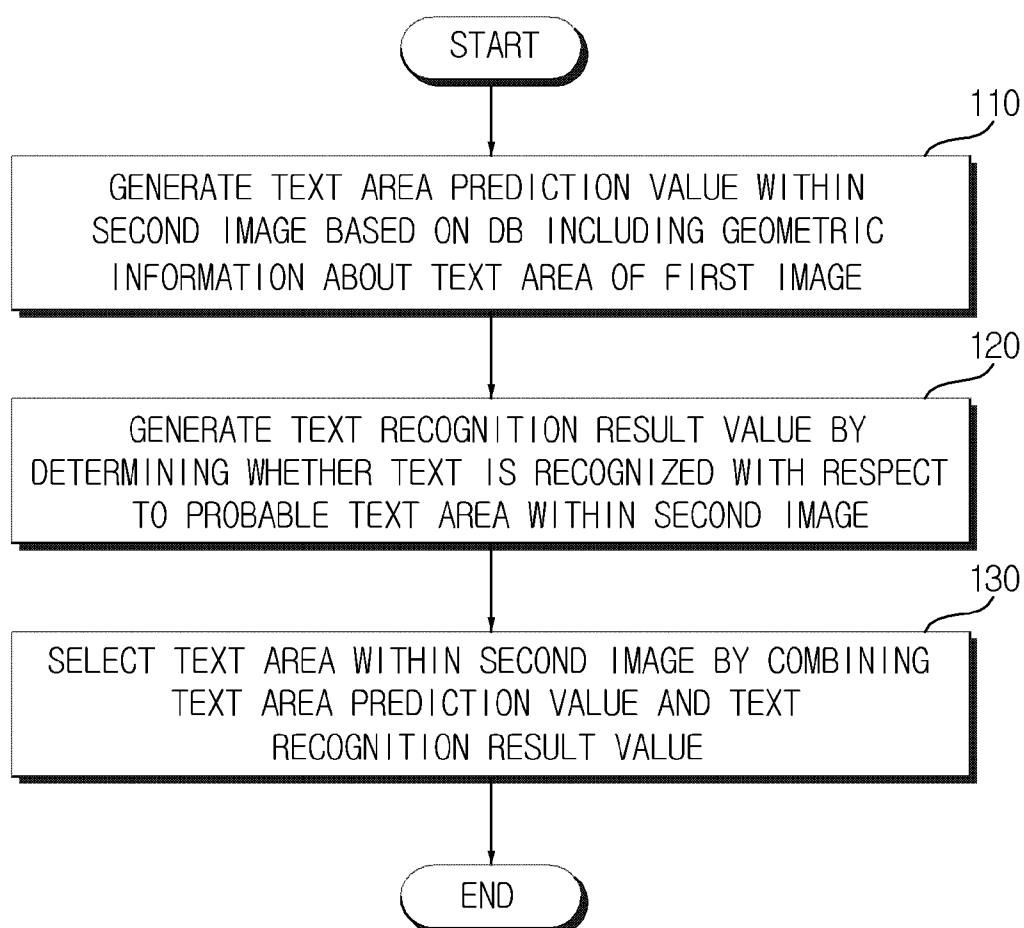 START
110
GENERATE TEXT AREA PREDICTION VALUE WITHIN
SECOND IMAGE BASED ON DB INCLUDING GEOMETRIC
INFORMATION ABOUT TEXT AREA OF FIRST IMAGE
120
GENERATE TEXT RECOGNITION RESULT VALUE BY
DETERMINING WHETHER TEXT IS RECOGNIZED WITH RESPECT
TO PROBABLE TEXT AREA WITHIN SECOND IMAGE
130
SELECT TEXT AREA WITHIN SECOND IMAGE BY COMBINING
TEXT AREA PREDICTION VALUE AND TEXT
RECOGNITION RESULT VALUE
END